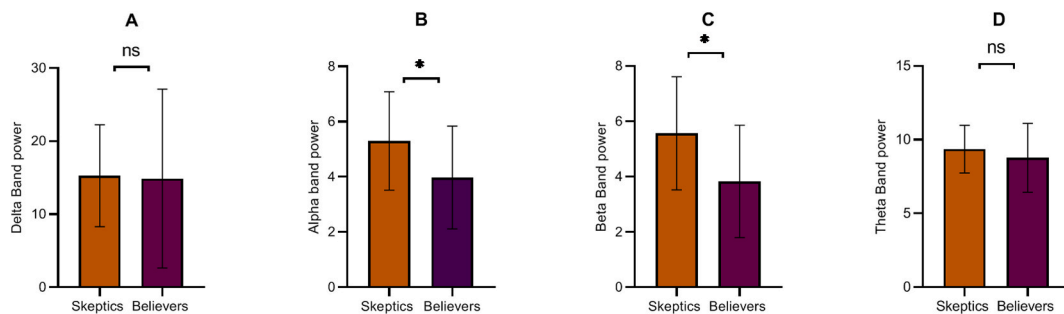 A
ns
Delta Band power
30
20
10
0
Skeptics Believers
B
*
Alpha band power
8
6
4
2
0
Skeptics Believers
C
*
Beta Band power
8
6
4
2
0
Skeptics Believers
D
ns
Theta Band power
15
10
5
0
Skeptics Believers